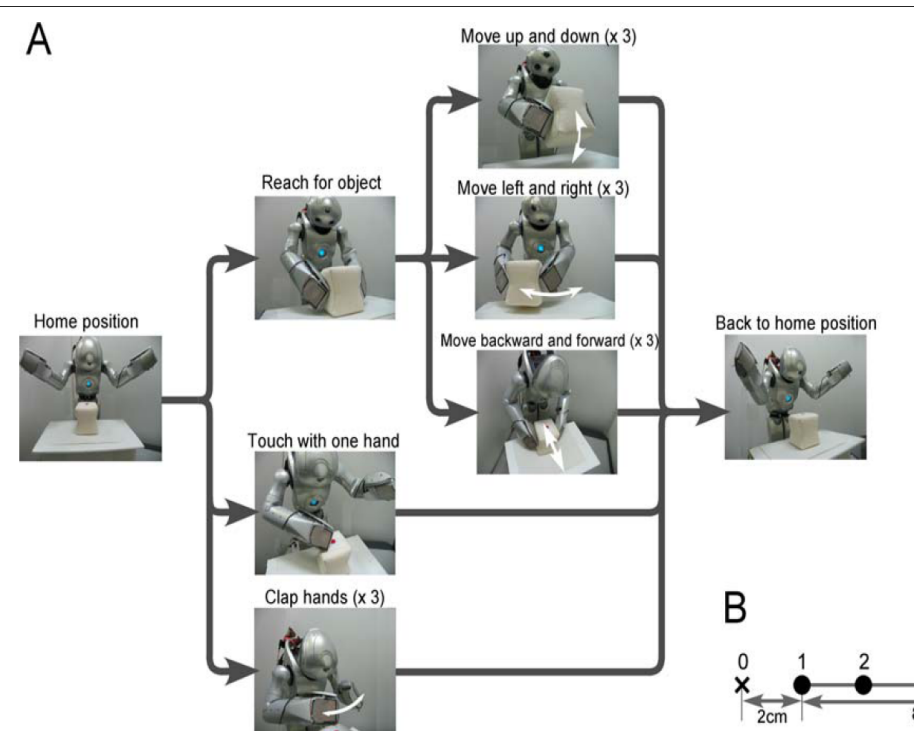 A
Move up and down (x 3)
Reach for object
Move left and right (x 3)
Home position
Move backward and forward (x 3)
Back to home position
Touch with one hand
Clap hands (x 3)
B
0 1 2
2cm